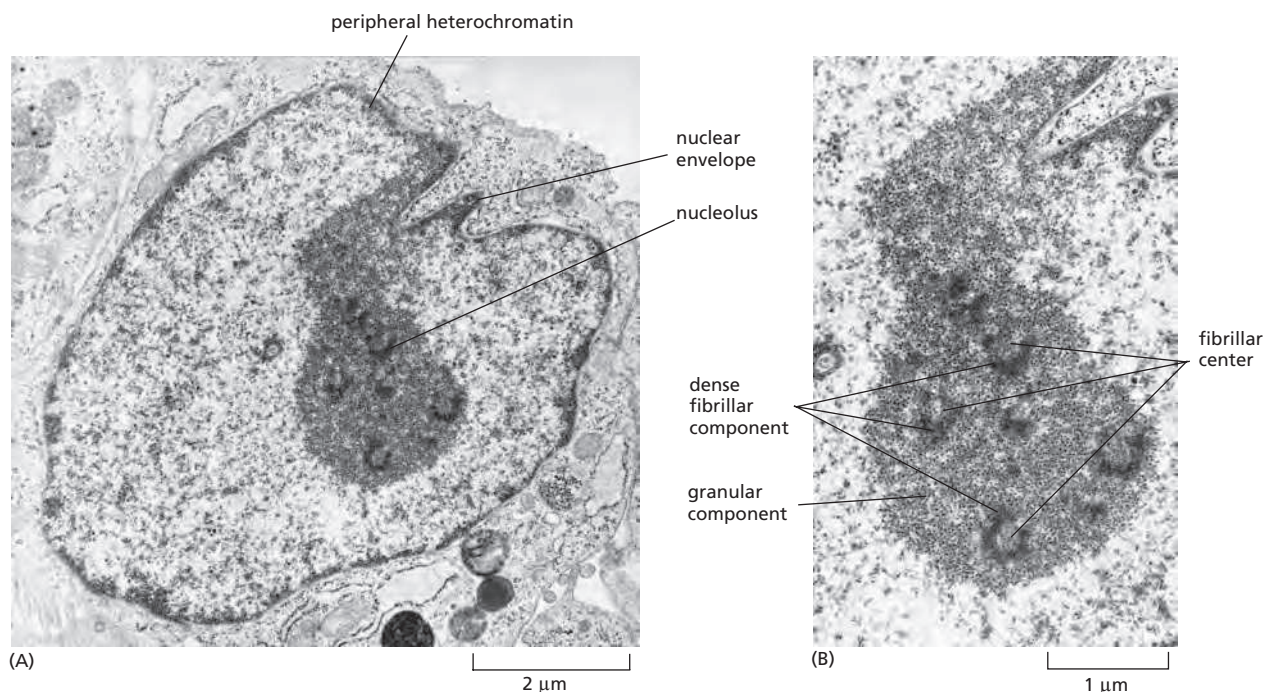 peripheral heterochromatin
nuclear
envelope
nucleolus
(A)
2 μm
dense
fibrillar
component
granular
component
fibrillar
center
(B)
1 μm